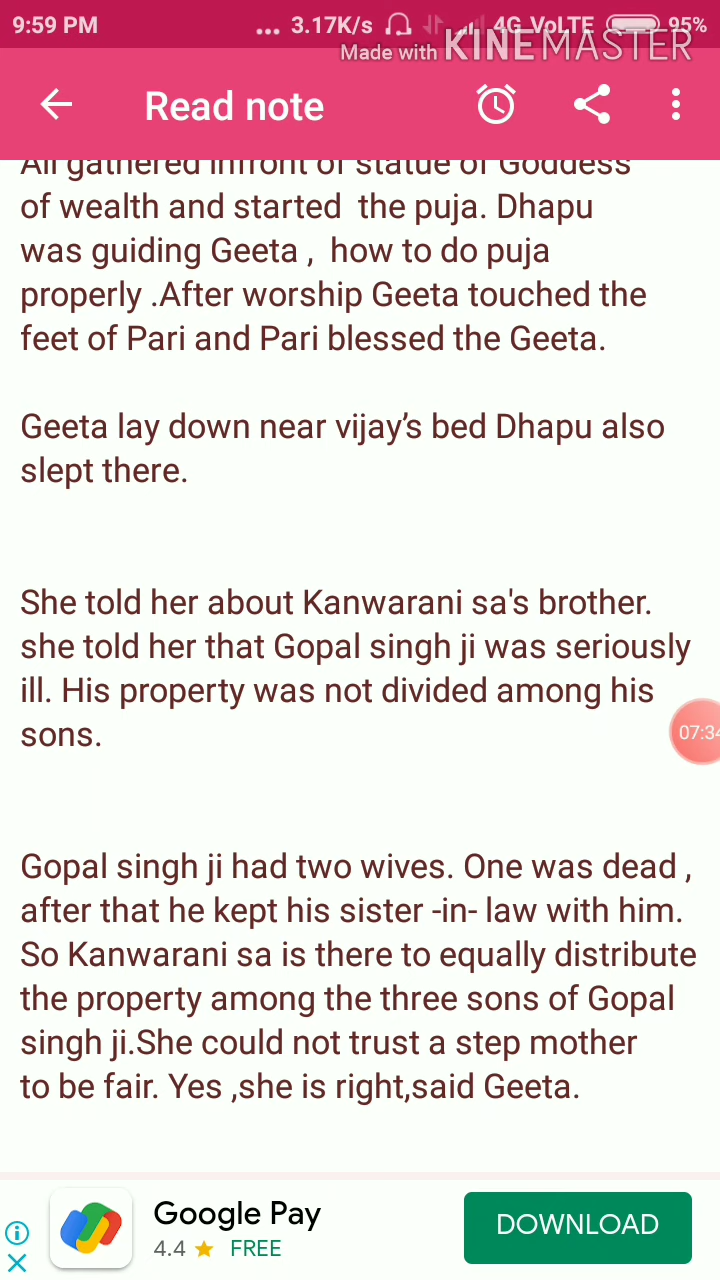 9:59 PM ... 3.17K/s 4G VoLTE 95%
Made with KINEMASTER
Read note
All gathered infront of statue of Goddess
of wealth and started the puja. Dhapu
was guiding Geeta , how to do puja
properly .After worship Geeta touched the
feet of Pari and Pari blessed the Geeta.
Geeta lay down near vijay’s bed Dhapu also
slept there.
She told her about Kanwarani sa's brother.
she told her that Gopal singh ji was seriously
ill. His property was not divided among his
sons.
07:34
Gopal singh ji had two wives. One was dead ,
after that he kept his sister -in- law with him.
So Kanwarani sa is there to equally distribute
the property among the three sons of Gopal
singh ji.She could not trust a step mother
to be fair. Yes ,she is right,said Geeta.
Google Pay
4.4 ★ FREE
DOWNLOAD